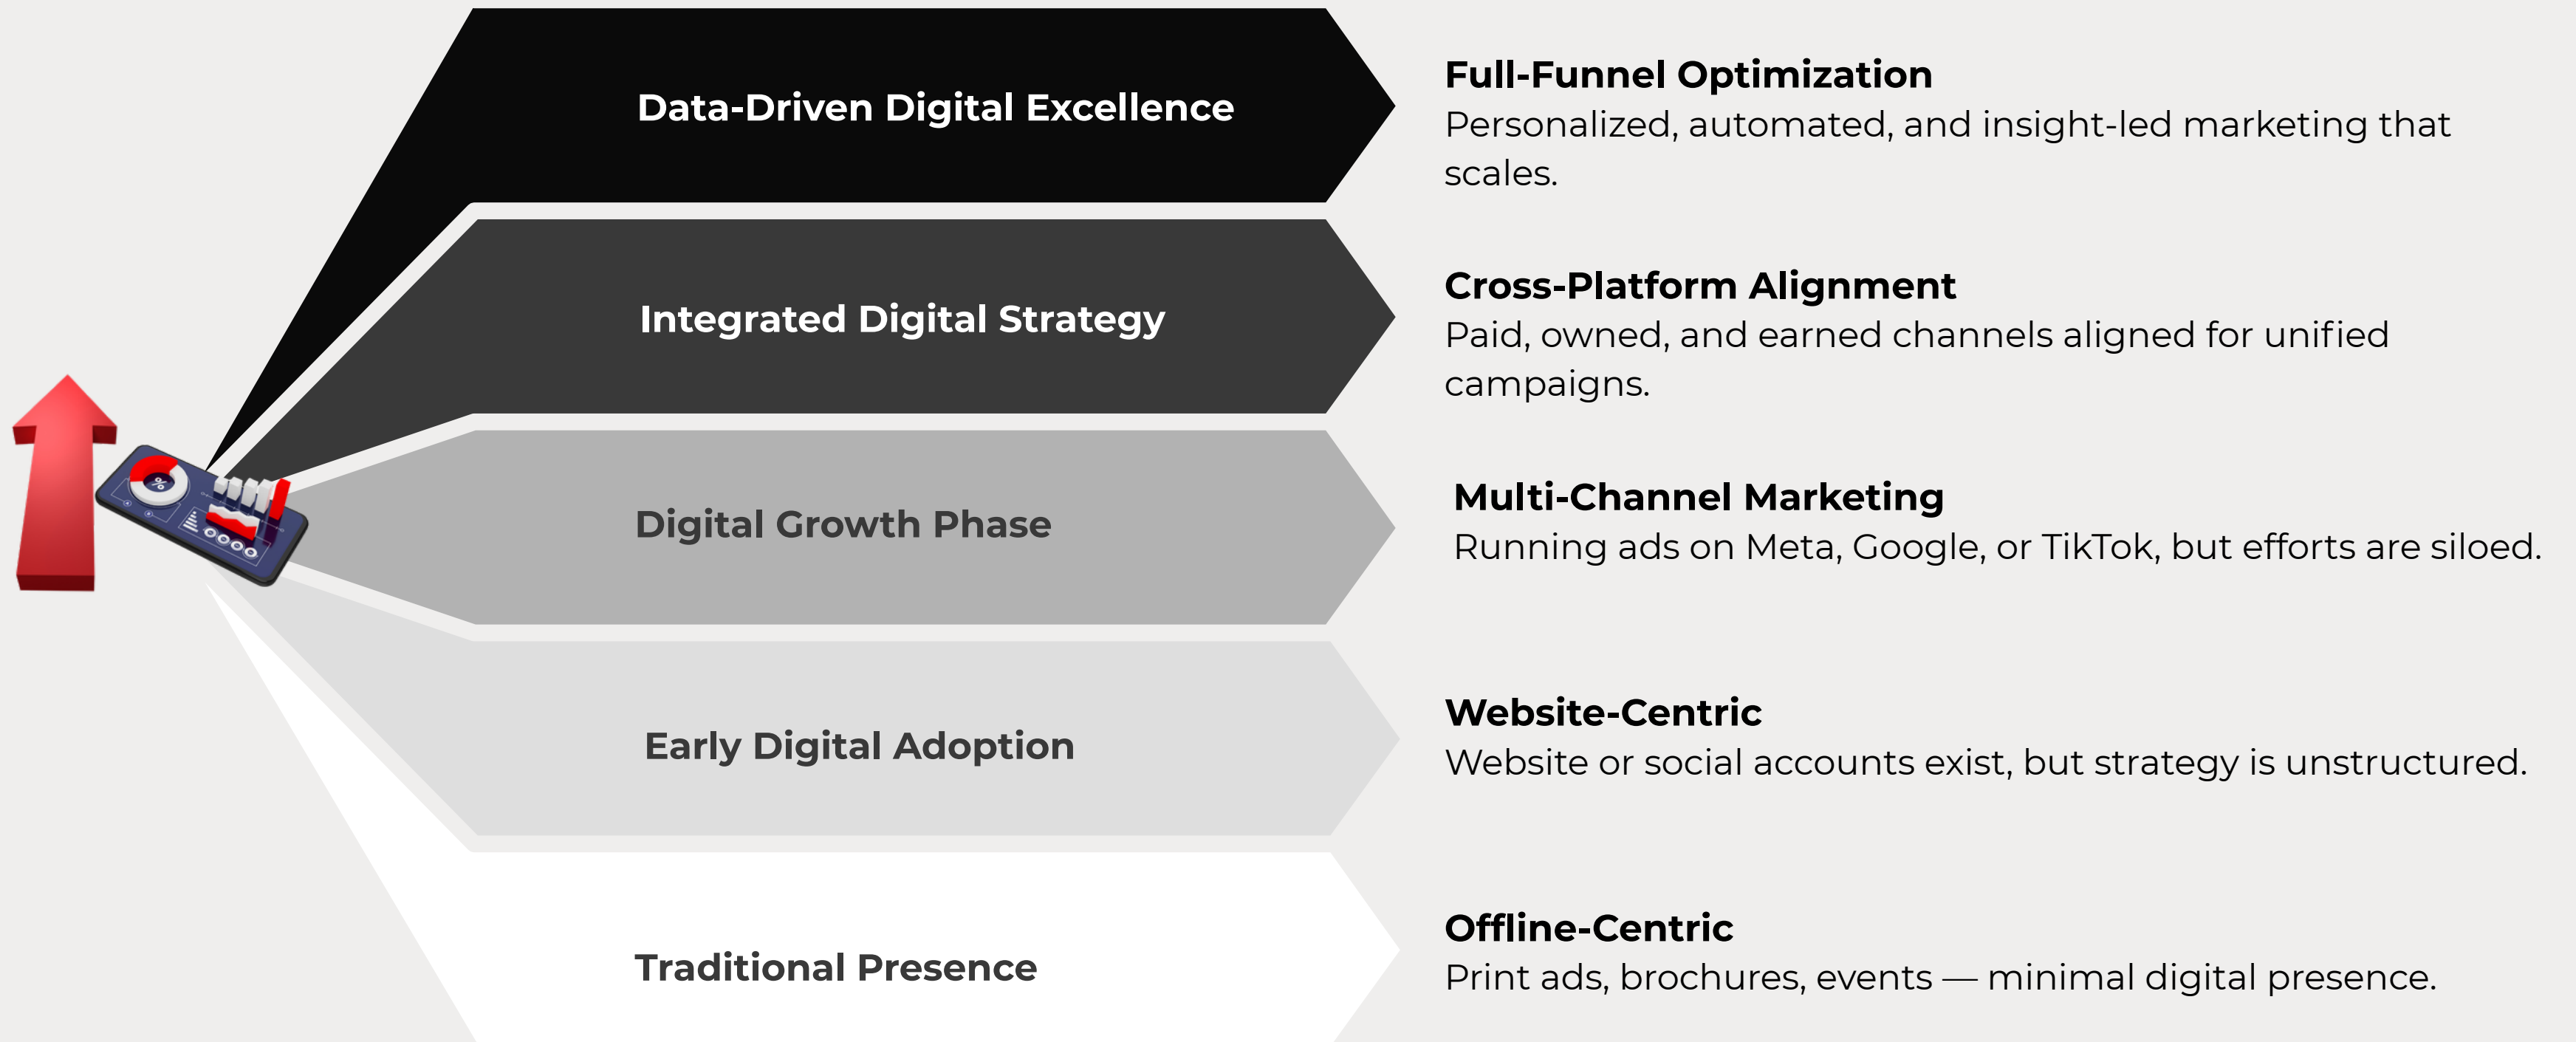 Data-Driven Digital Excellence
Full-Funnel Optimization
Personalized, automated, and insight-led marketing that
scales.
Integrated Digital Strategy
Cross-Platform Alignment
Paid, owned, and earned channels aligned for unified
campaigns.
Digital Growth Phase
Multi-Channel Marketing
Running ads on Meta, Google, or TikTok, but efforts are siloed.
%
Early Digital Adoption
Website-Centric
Website or social accounts exist, but strategy is unstructured.
Traditional Presence
Offline-Centric
Print ads, brochures, events — minimal digital presence.